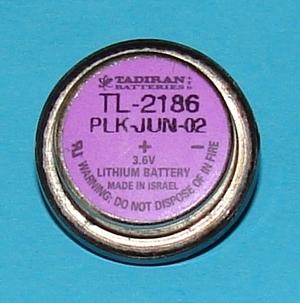 TADIRAN
BATTERIES
TL-2186
PLK-JUN-02
+ -
3.6V
LITHIUM BATTERY
MADE IN ISRAEL
WARNING: DO NOT DISPOSE OF IN FIRE